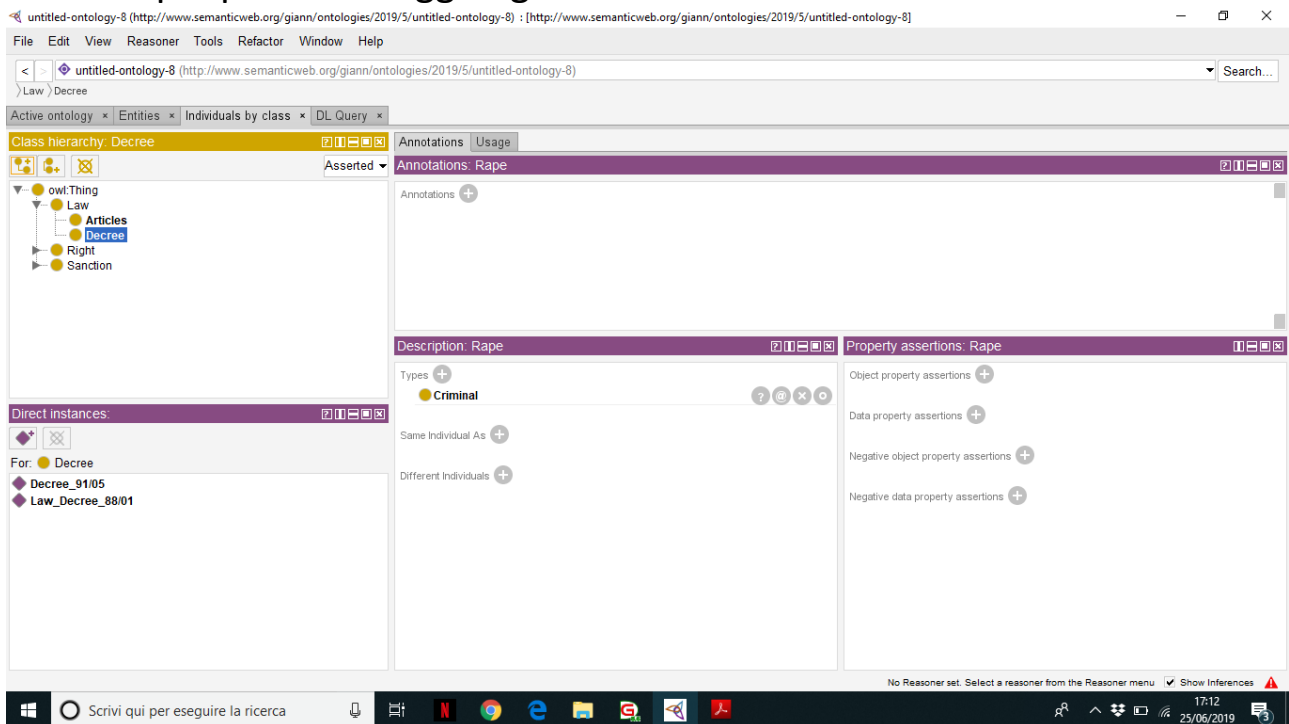 untitled-ontology-8 (http://www.semanticweb.org/giann/ontologies/2019/5/untitled-ontology-8) : [http://www.semanticweb.org/giann/ontologies/2019/5/untitled-ontology-8]
File Edit View Reasoner Tools Refactor Window Help
< > untitled-ontology-8 (http://www.semanticweb.org/giann/ontologies/2019/5/untitled-ontology-8) Search...
Law Decree
Active ontology × Entities × Individuals by class × DL Query ×
Class hierarchy: Decree
Asserted
owl:Thing
Law
Articles
Decree
Right
Sanction
Direct instances:
For: Decree
Decree_91/05
Law_Decree_88/01
Annotations Usage
Annotations: Rape
Annotations
Description: Rape
Types
Criminal
Same Individual As
Different Individuals
Property assertions: Rape
Object property assertions
Data property assertions
Negative object property assertions
Negative data property assertions
No Reasoner set. Select a reasoner from the Reasoner menu Show Inferences
Scrivi qui per eseguire la ricerca
17:12
25/06/2019
3